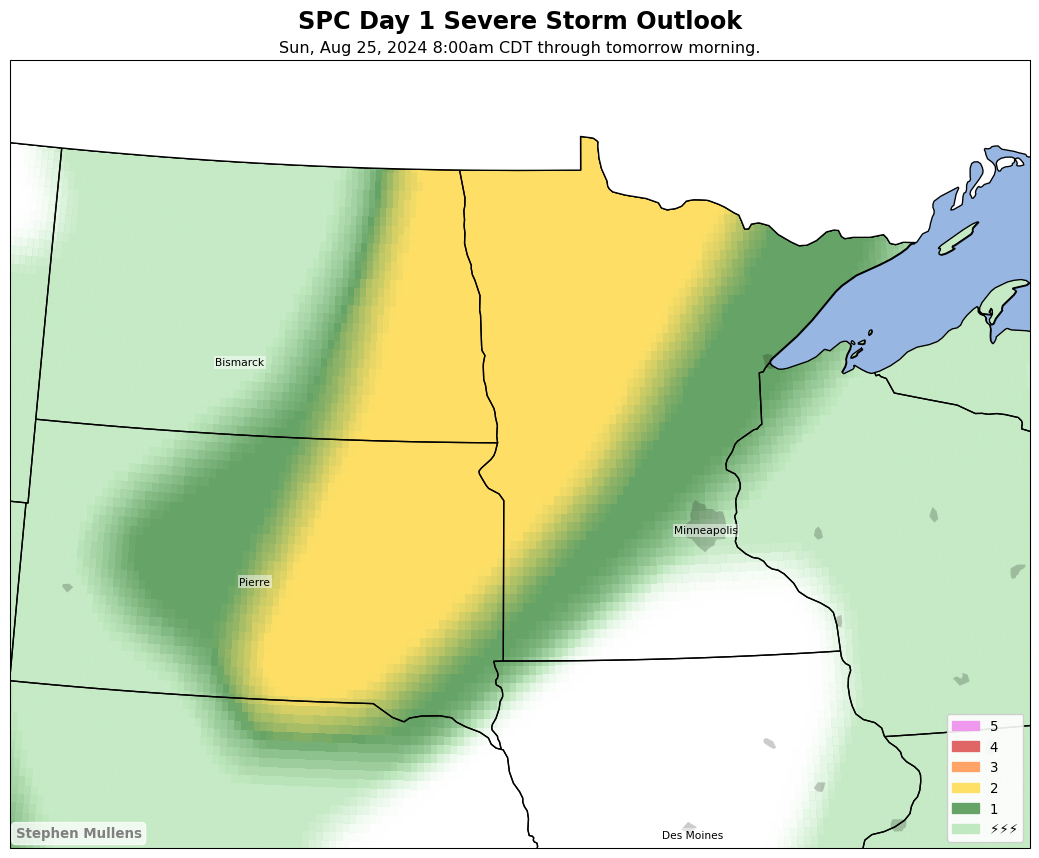 SPC Day 1 Severe Storm Outlook
Sun, Aug 25, 2024 8:00am CDT through tomorrow morning.
Bismarck
Minneapolis
Pierre
5
4
3
2
1
⚡⚡⚡
Stephen Mullens
Des Moines